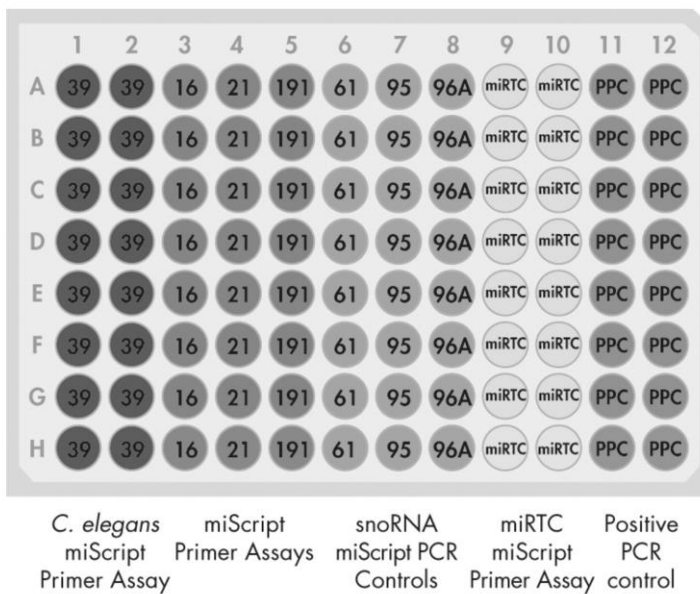 1 2 3 4 5 6 7 8 9 10 11 12
A 39 39 16 21 191 61 95 96A miRTC miRTC PPC PPC
B 39 39 16 21 191 61 95 96A miRTC miRTC PPC PPC
C 39 39 16 21 191 61 95 96A miRTC miRTC PPC PPC
D 39 39 16 21 191 61 95 96A miRTC miRTC PPC PPC
E 39 39 16 21 191 61 95 96A miRTC miRTC PPC PPC
F 39 39 16 21 191 61 95 96A miRTC miRTC PPC PPC
G 39 39 16 21 191 61 95 96A miRTC miRTC PPC PPC
H 39 39 16 21 191 61 95 96A miRTC miRTC PPC PPC
C. elegans
miScript
Primer Assay
miScript
Primer Assays
snoRNA
miScript PCR
Controls
miRTC
miScript
Primer Assay
Positive
PCR
control